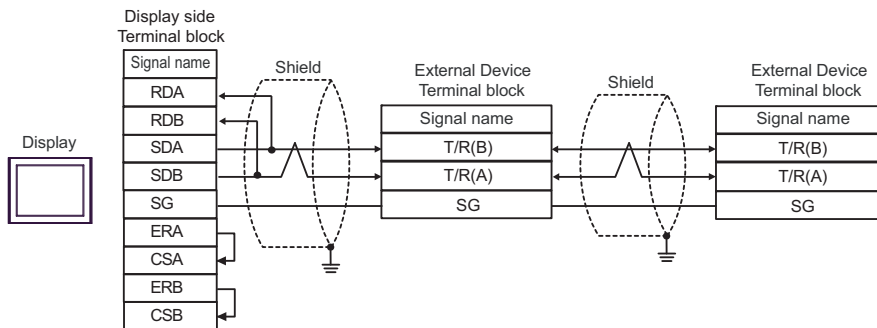 Display side
Terminal block
Signal name
RDA
RDB
SDA
SDB
SG
ERA
CSA
ERB
CSB
Display
Shield
External Device
Terminal block
Signal name
T/R(B)
T/R(A)
SG
Shield
External Device
Terminal block
Signal name
T/R(B)
T/R(A)
SG